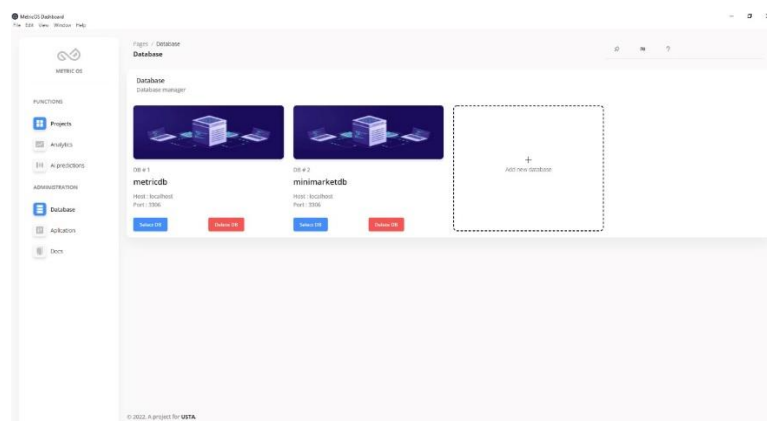 MetricOS Dashboard
File Edit View Window Help
METRIC OS
FUNCTIONS
Projects
Analytics
AI predictions
ADMINISTRATION
Database
Aplication
Docs
Pages / Database
Database
Database
Database manager
DB # 1
metricdb
Host : localhost
Port : 3306
Select DB
Delete DB
DB # 2
minimarketdb
Host : localhost
Port : 3306
Select DB
Delete DB
+
Add new database
?
© 2022, A project for USTA.